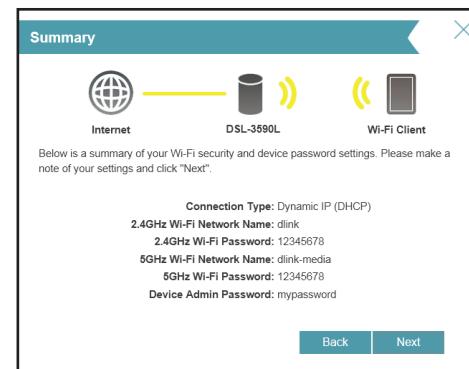 Summary
Internet
DSL-3590L
Wi-Fi Client
Below is a summary of your Wi-Fi security and device password settings. Please make a
note of your settings and click "Next".
Connection Type: Dynamic IP (DHCP)
2.4GHz Wi-Fi Network Name: dlink
2.4GHz Wi-Fi Password: 12345678
5GHz Wi-Fi Network Name: dlink-media
5GHz Wi-Fi Password: 12345678
Device Admin Password: mypassword
Back
Next